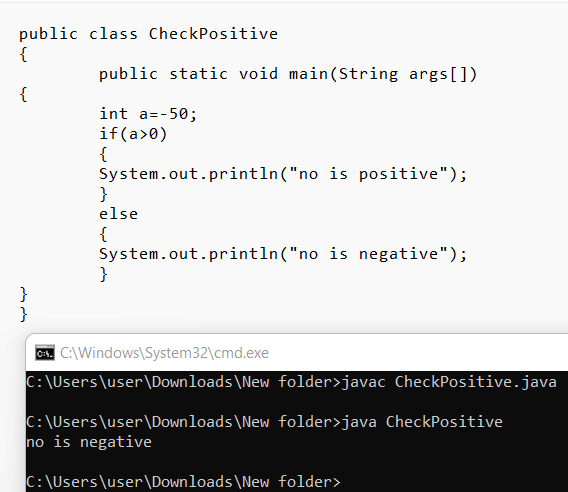 public class CheckPositive
{
        public static void main(String args[])
{
        int a=-50;
        if(a>0)
        {
        System.out.println("no is positive");
        }
        else
        {
        System.out.println("no is negative");
        }
}
}
C:\Windows\System32\cmd.exe
C:\Users\user\Downloads\New folder>javac CheckPositive.java
C:\Users\user\Downloads\New folder>java CheckPositive
no is negative
C:\Users\user\Downloads\New folder>